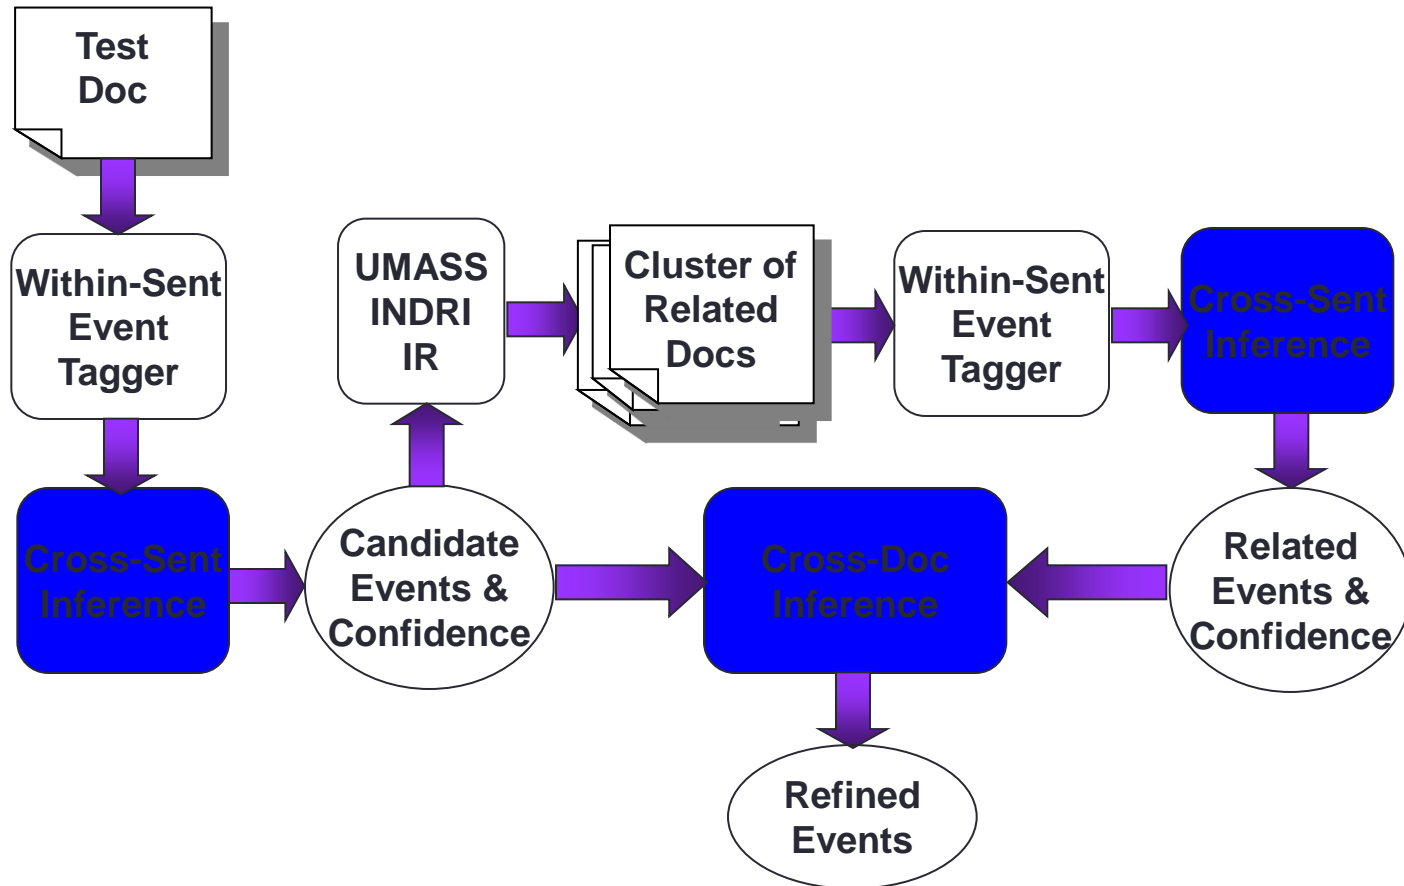 Test
Doc
Within-Sent
Event
Tagger
UMASS
INDRI
IR
Cluster of
Related
Docs
Within-Sent
Event
Tagger
Cross-Sent
Inference
Cross-Sent
Inference
Candidate
Events &
Confidence
Cross-Doc
Inference
Related
Events &
Confidence
Refined
Events